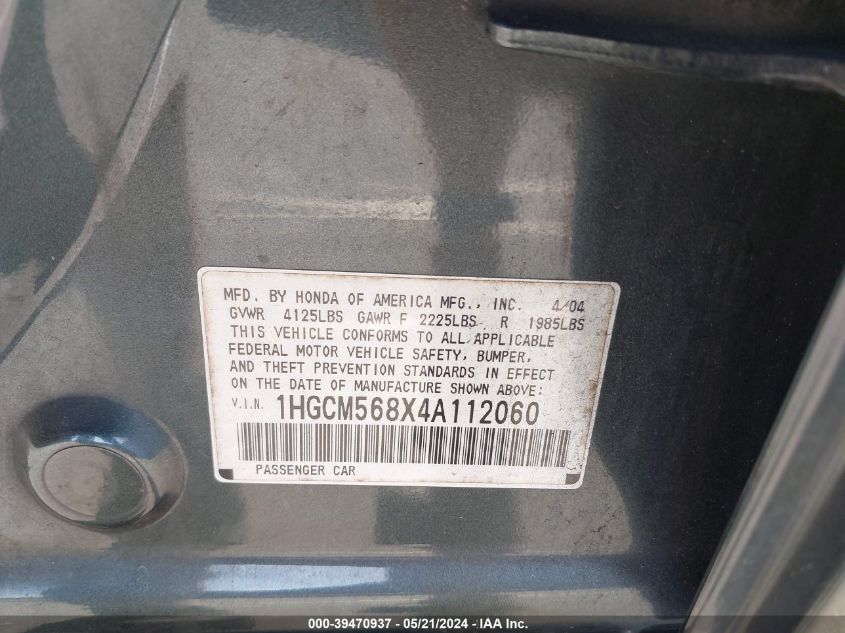 MFD. BY HONDA OF AMERICA MFG., INC. 4/04
GVWR 4125LBS GAWR F 2225LBS R 1985LBS
THIS VEHICLE CONFORMS TO ALL APPLICABLE
FEDERAL MOTOR VEHICLE SAFETY, BUMPER,
AND THEFT PREVENTION STANDARDS IN EFFECT
ON THE DATE OF MANUFACTURE SHOWN ABOVE:
V.I.N. 1HGCM568X4A112060
PASSENGER CAR
000-39470937 - 05/21/2024 - IAA Inc.